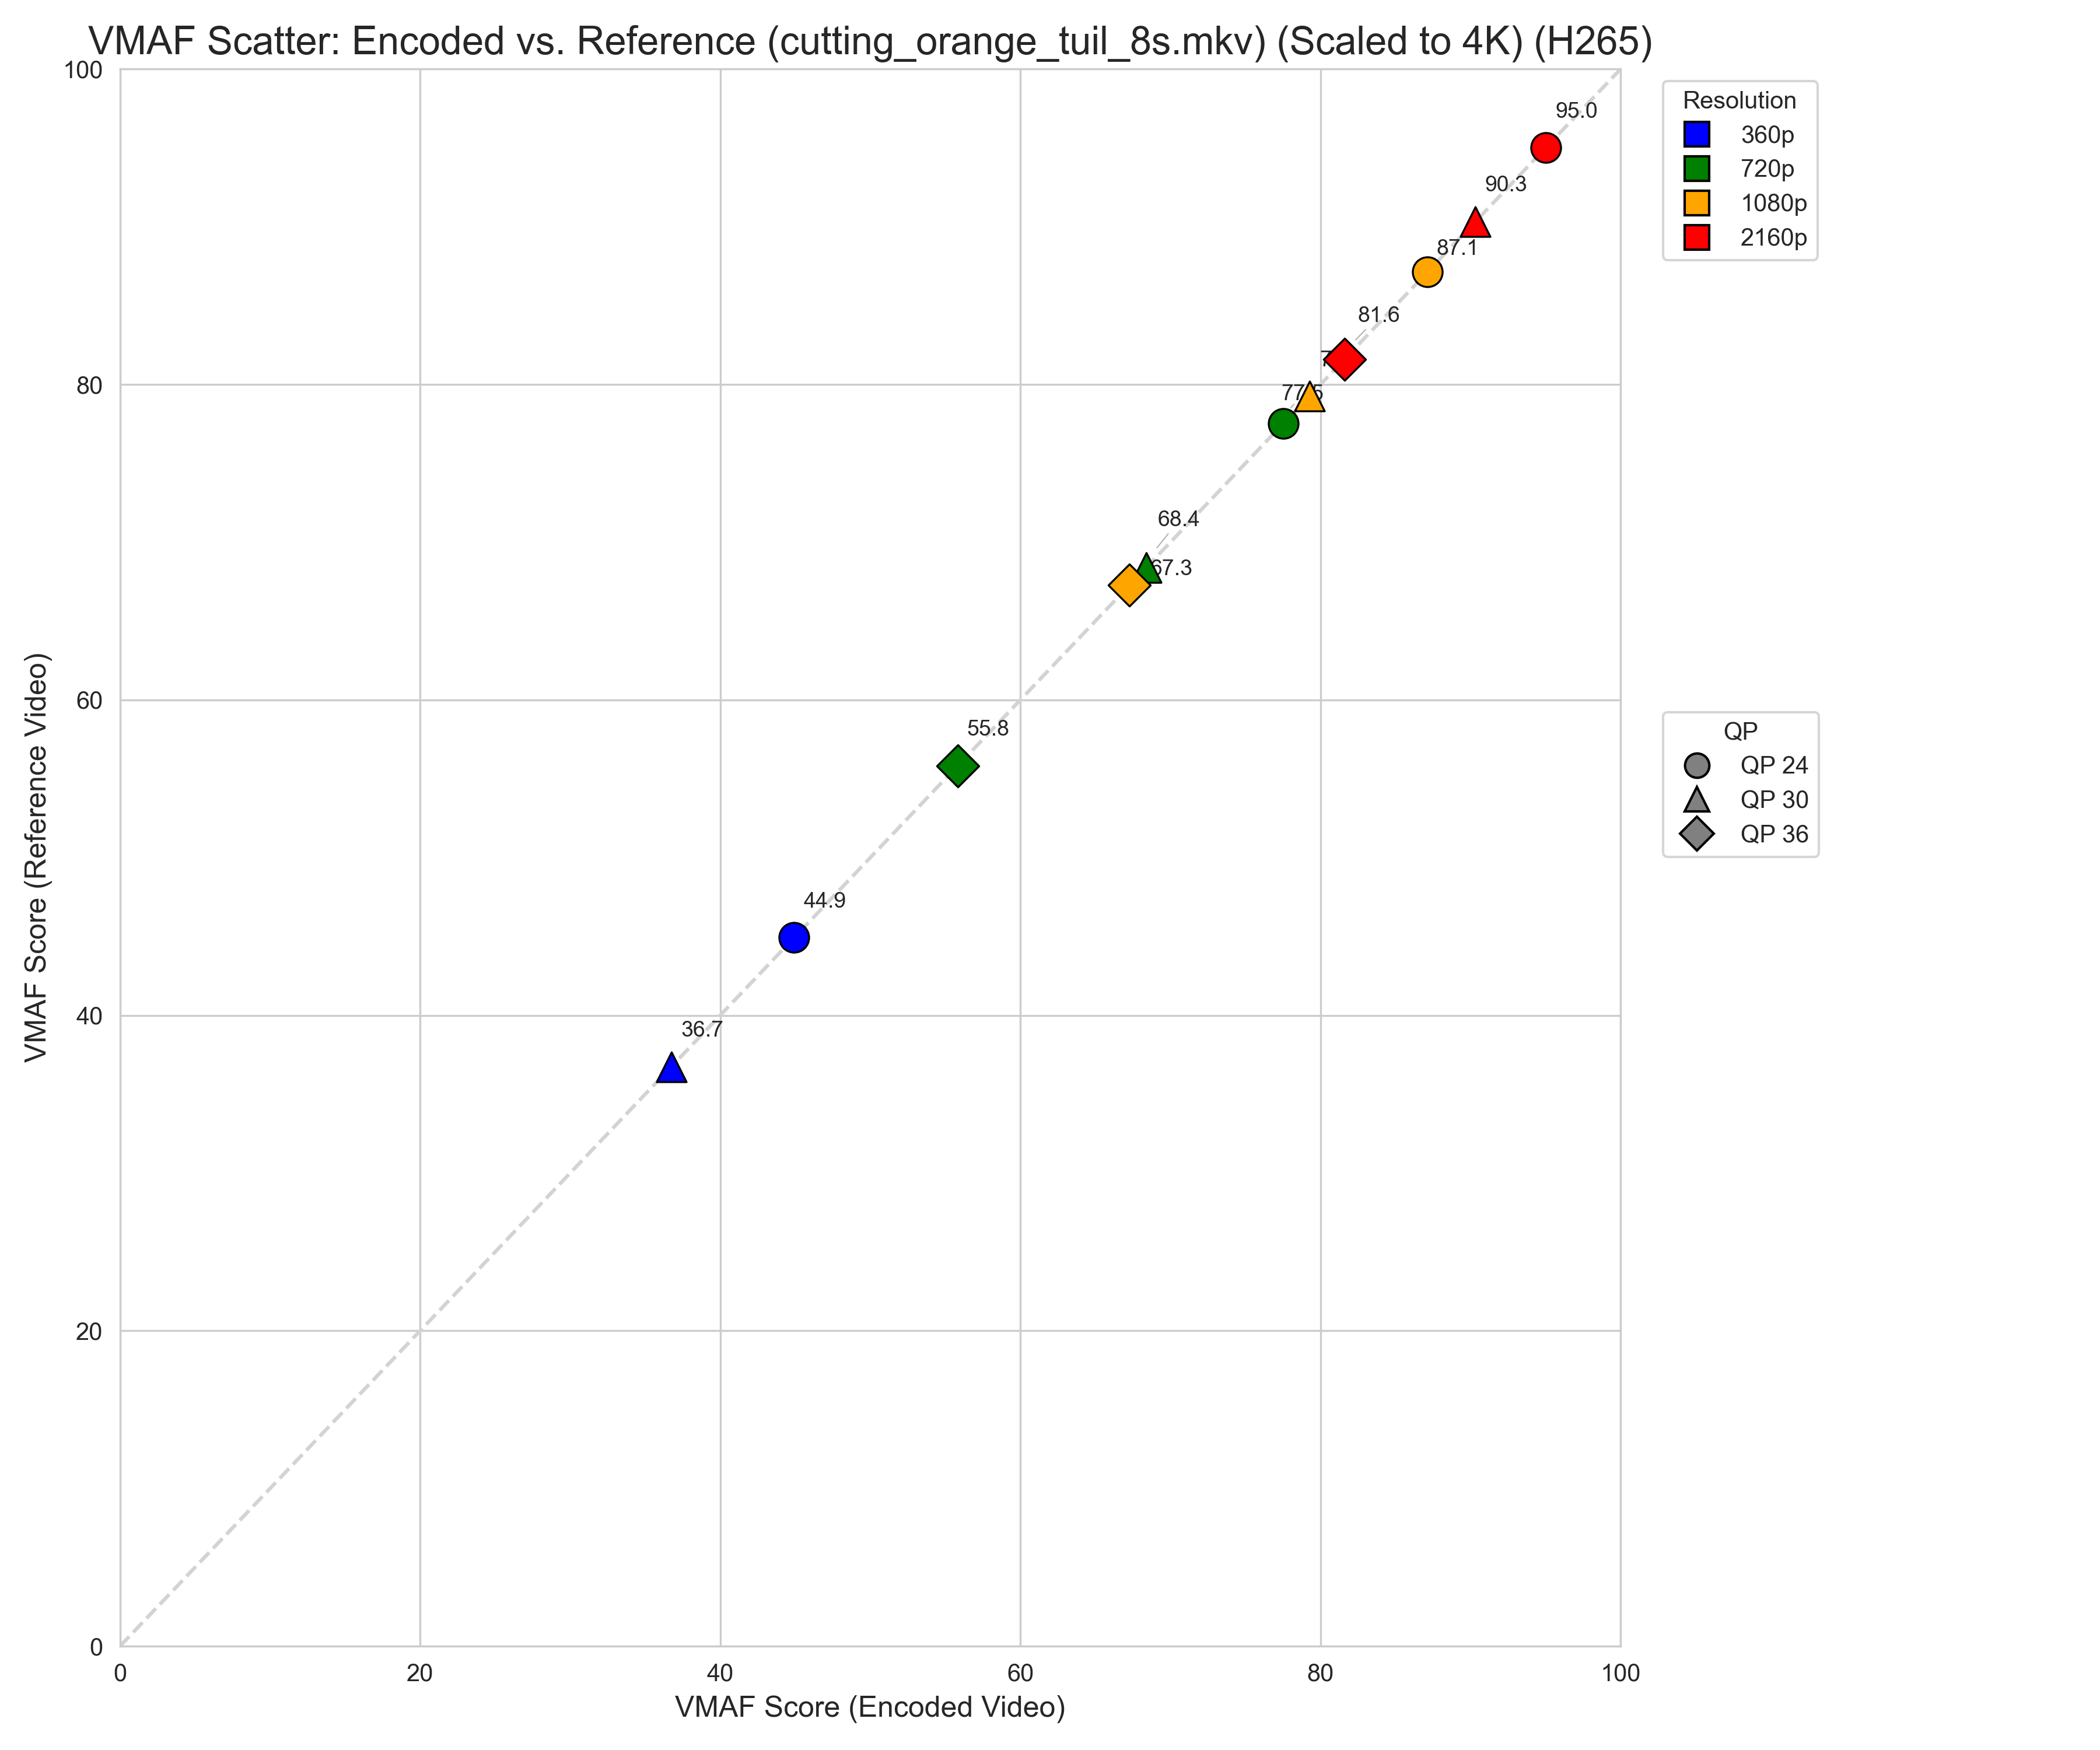 VMAF Scatter: Encoded vs. Reference (cutting_orange_tuil_8s.mkv) (Scaled to 4K) (H265)
100
80
60
40
20
0
VMAF Score (Reference Video)
95.0
90.3
87.1
81.6
77.5
68.4
67.3
55.8
44.9
36.7
0
20
40
60
80
100
VMAF Score (Encoded Video)
Resolution
360p
720p
1080p
2160p
QP
QP 24
QP 30
QP 36